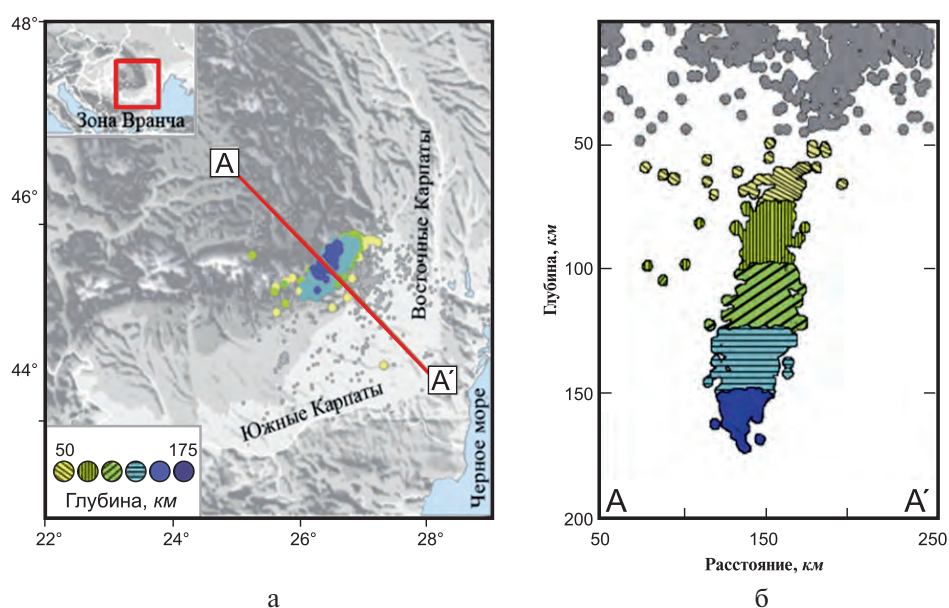 48°
46°
44°
22°
24°
26°
28°
Зона Вранча
А
А′
Восточные Карпаты
Южные Карпаты
Черное море
50
175
Глубина, км
а
50
100
150
200
Глубина, км
А
А′
50
150
250
Расстояние, км
б